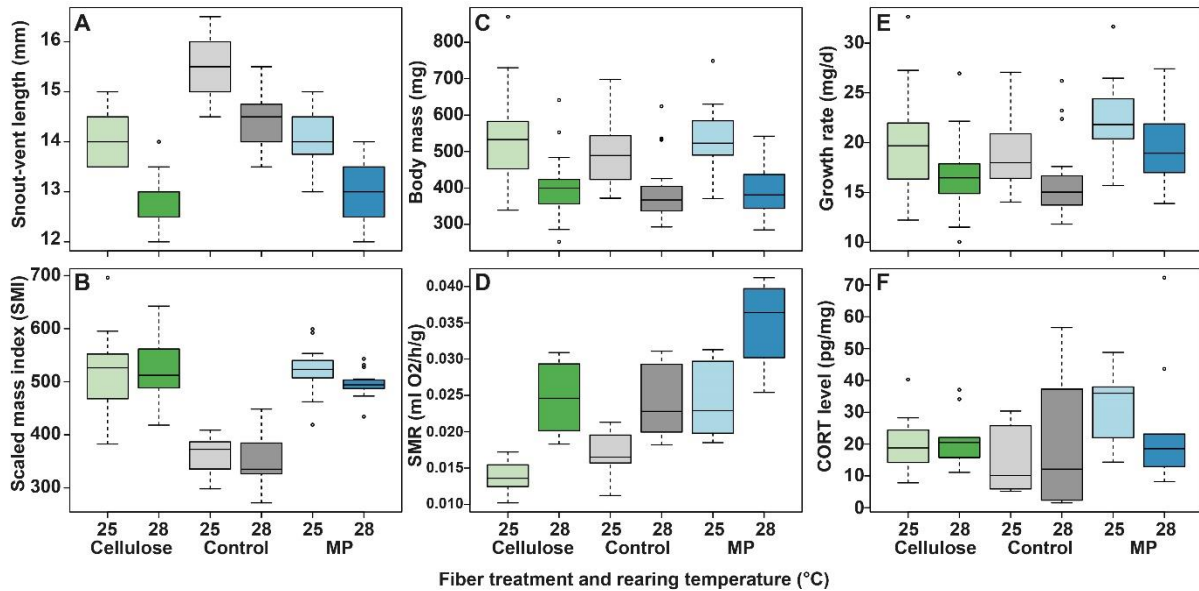 A
Snout-vent length (mm)
16
15
14
13
12
C
Body mass (mg)
800
700
600
500
400
300
E
Growth rate (mg/d)
30
25
20
15
10
B
Scaled mass index (SMI)
700
600
500
400
300
D
SMR (ml O2/h/g)
0.040
0.035
0.030
0.025
0.020
0.015
0.010
F
CORT level (pg/mg)
70
60
50
40
30
20
10
0
25 28 25 28 25 28
Cellulose Control MP
25 28 25 28 25 28
Cellulose Control MP
25 28 25 28 25 28
Cellulose Control MP
Fiber treatment and rearing temperature (°C)